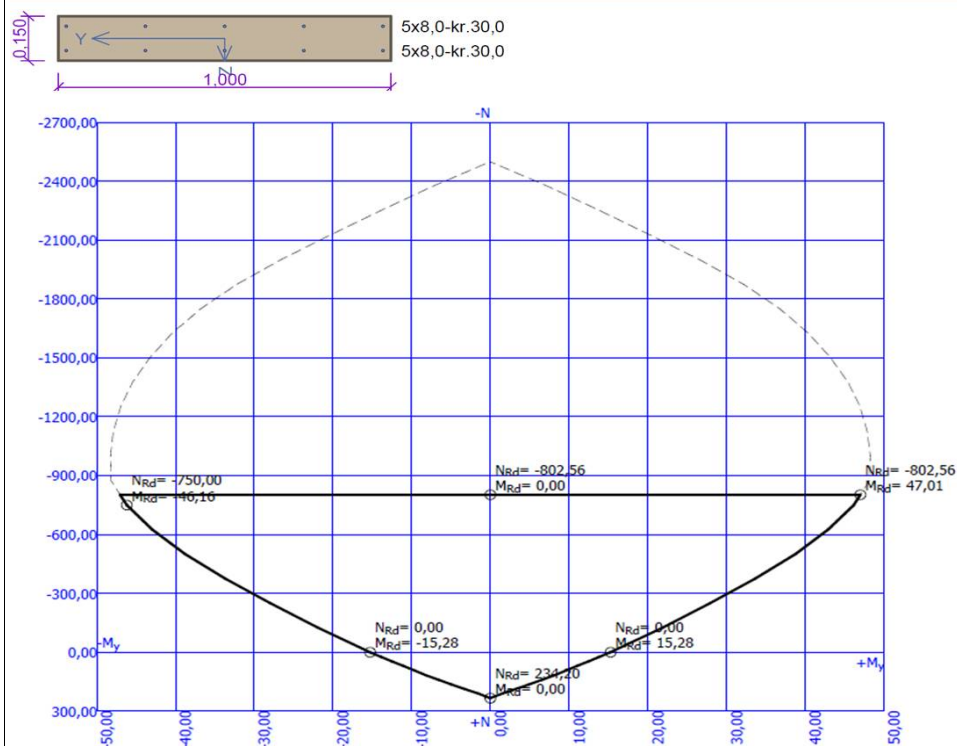 5x8,0-kr.30,0
5x8,0-kr.30,0
0,150
Y
Z
1,000
-N
-2700,00
-2400,00
-2100,00
-1800,00
-1500,00
-1200,00
-900,00
-600,00
-300,00
0,00
300,00
NRd= -750,00
MRd= -46,16
NRd= -802,56
MRd= 0,00
NRd= -802,56
MRd= 47,01
NRd= 0,00
MRd= -15,28
NRd= 0,00
MRd= 15,28
NRd= 234,20
MRd= 0,00
-My
+My
+N
-50,00
-40,00
-30,00
-20,00
-10,00
0,00
10,00
20,00
30,00
40,00
50,00